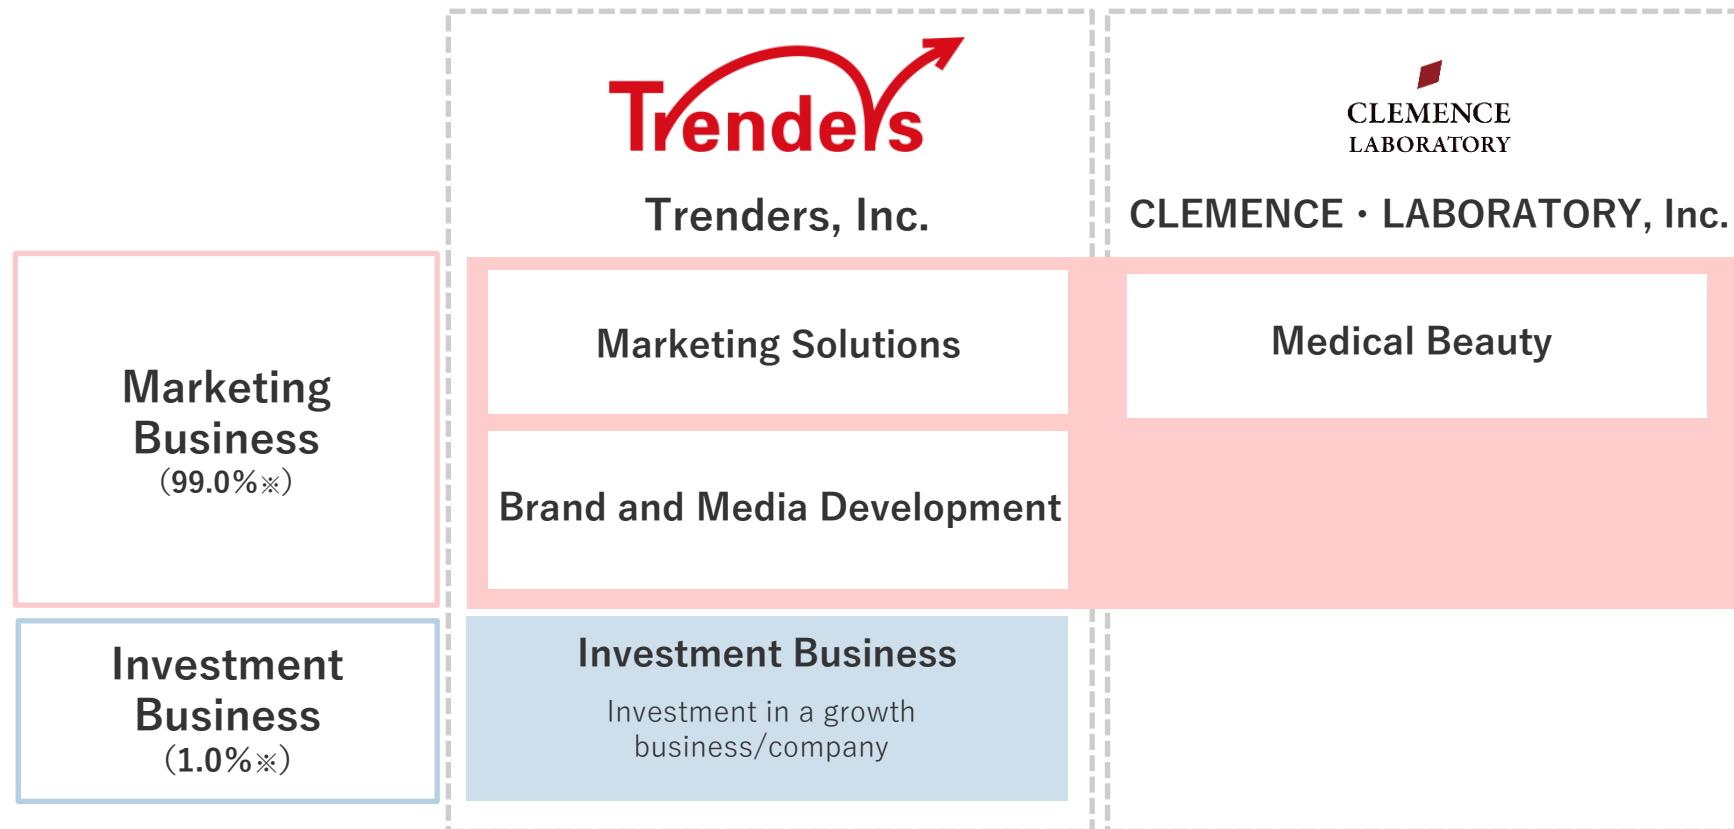 Trenders
CLEMENCE
LABORATORY
Trenders, Inc.
CLEMENCE・LABORATORY, Inc.
Marketing
Business
（99.0%※）
Marketing Solutions
Medical Beauty
Brand and Media Development
Investment
Business
（1.0%※）
Investment Business
Investment in a growth
business/company